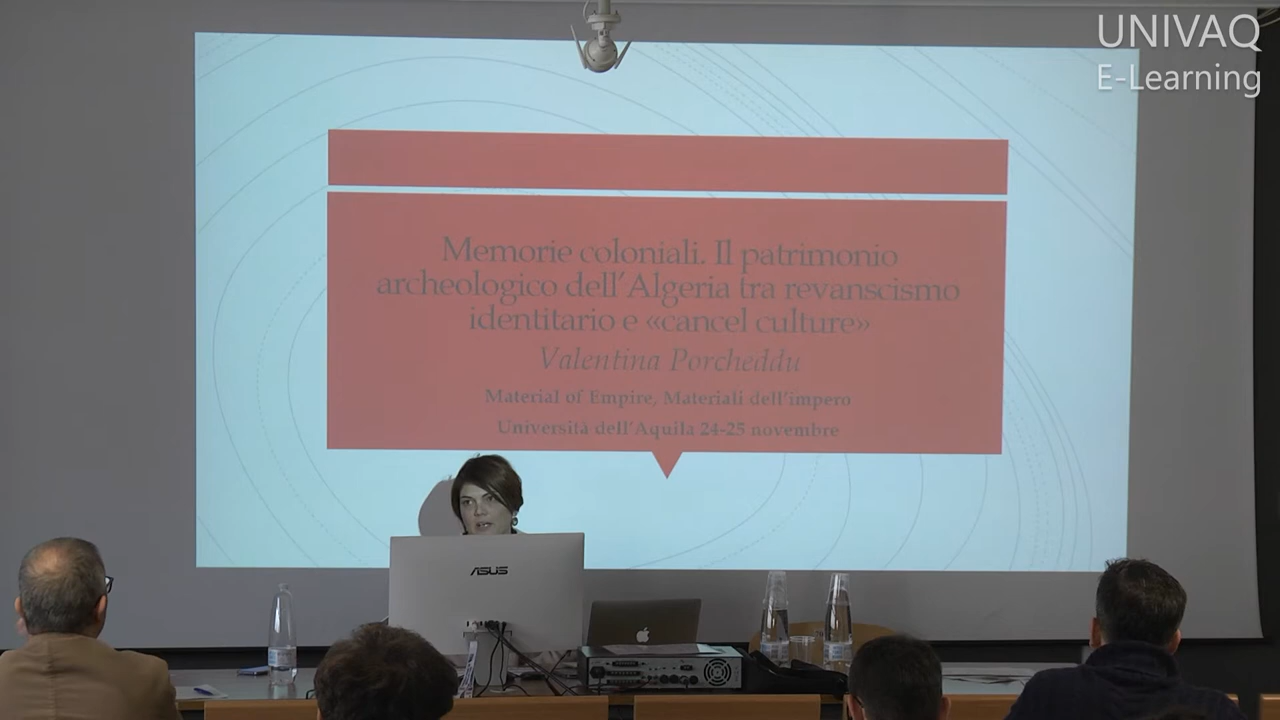 UNIVAQ
E-Learning
Memorie coloniali. Il patrimonio
archeologico dell'Algeria tra revanscismo
identitario e «cancel culture»
Valentina Porcheddu
Material of Empire, Materiali dell'impero
Università dell'Aquila 24-25 novembre
ASUS